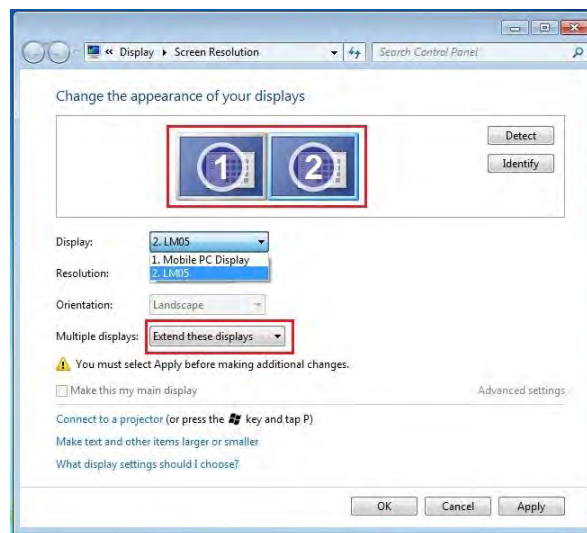 « Display ▸ Screen Resolution Search Control Panel
Change the appearance of your displays
1 2
Detect
Identify
Display: 2. LM05
1. Mobile PC Display
Resolution: 2. LM05
Orientation: Landscape
Multiple displays: Extend these displays
You must select Apply before making additional changes.
Make this my main display Advanced settings
Connect to a projector (or press the key and tap P)
Make text and other items larger or smaller
What display settings should I choose?
OK Cancel Apply